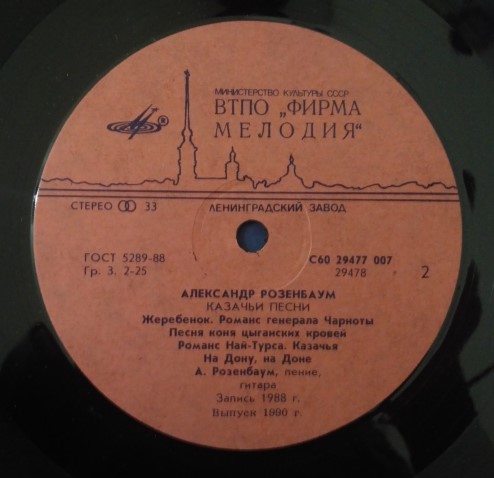 МИНИСТЕРСТВО КУЛЬТУРЫ СССР
ВТПО „ФИРМА
МЕЛОДИЯ“
СТЕРЕО 33
ЛЕНИНГРАДСКИЙ ЗАВОД
ГОСТ 5289-88
Гр. 3. 2-25
С60 29477 007
29478
2
АЛЕКСАНДР РОЗЕНБАУМ
КАЗАЧЬИ ПЕСНИ
Жеребенок. Романс генерала Чарноты
Песня коня цыганских кровей
Романс Най-Турса. Казачья
На Дону, на Доне
А. Розенбаум, пение,
гитара
Запись 1988 г.
Выпуск 1990 г.